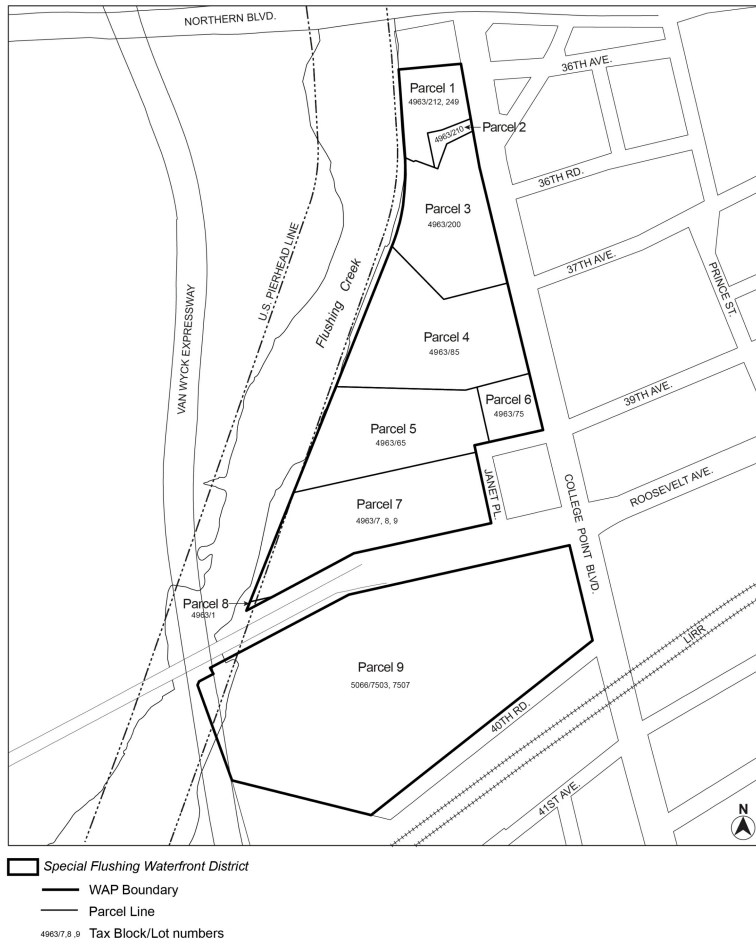 NORTHERN BLVD.
36TH AVE.
Parcel 1
4963/212, 249
4963/210
Parcel 2
36TH RD.
Parcel 3
4963/200
U.S. PIERHEAD LINE
Flushing Creek
37TH AVE.
PRINCE ST.
VAN WYCK EXPRESSWAY
Parcel 4
4963/85
39TH AVE.
Parcel 6
4963/75
Parcel 5
4963/65
JANET PL.
COLLEGE POINT BLVD.
ROOSEVELT AVE.
Parcel 7
4963/7, 8, 9
Parcel 8
4963/1
LIRR
Parcel 9
5066/7503, 7507
40TH RD.
41ST AVE.
N
Special Flushing Waterfront District
WAP Boundary
Parcel Line
4963/7,8 ,9 Tax Block/Lot numbers